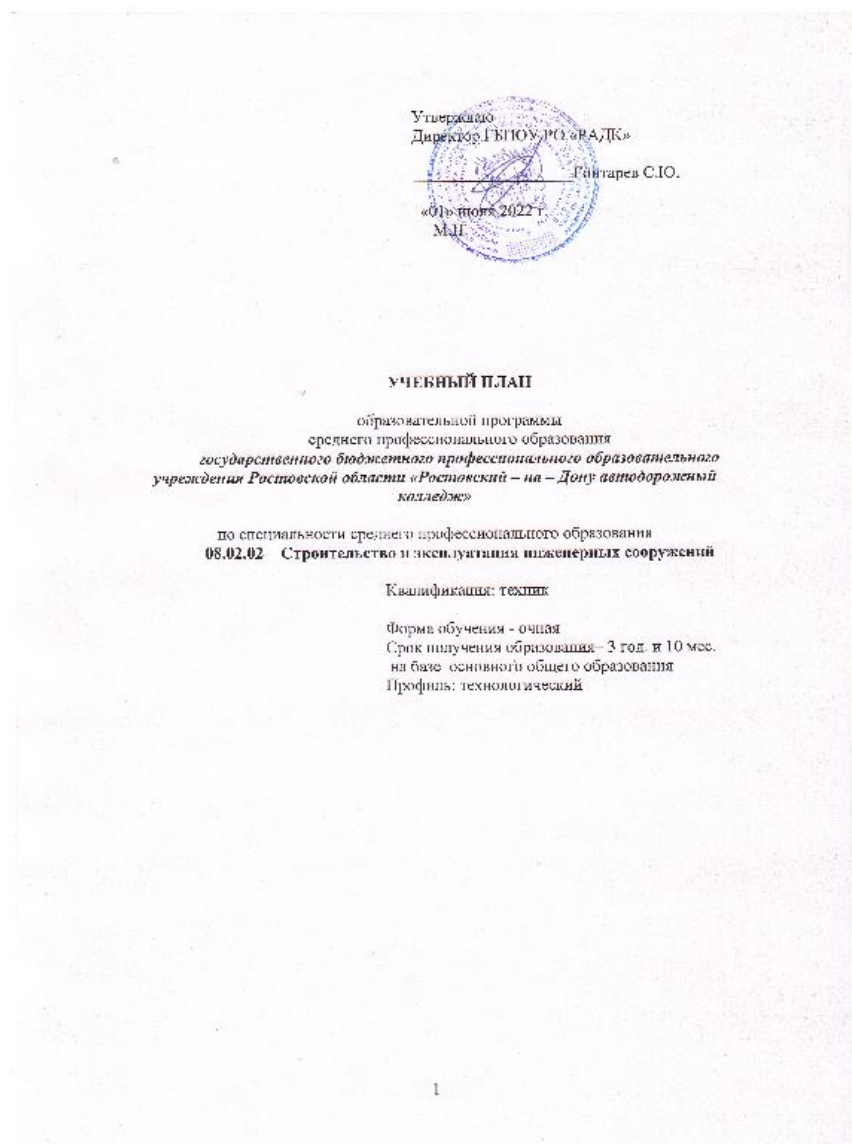 Утверждаю
Директор ГБПОУ РО «РАДК»
Гонтарев С.Ю.
«01» 2022 г.
М.П.
УЧЕБНЫЙ ПЛАН
образовательной программы
среднего профессионального образования
государственного бюджетного профессионального образовательного
учреждения Ростовской области «Ростовский – на – Дону автодорожный
колледж»
по специальности среднего профессионального образования
08.02.02 Строительство и эксплуатация инженерных сооружений
Квалификация: техник
Форма обучения - очная
Срок получения образования– 3 год. и 10 мес.
на базе основного общего образования
Профиль: технологический
1